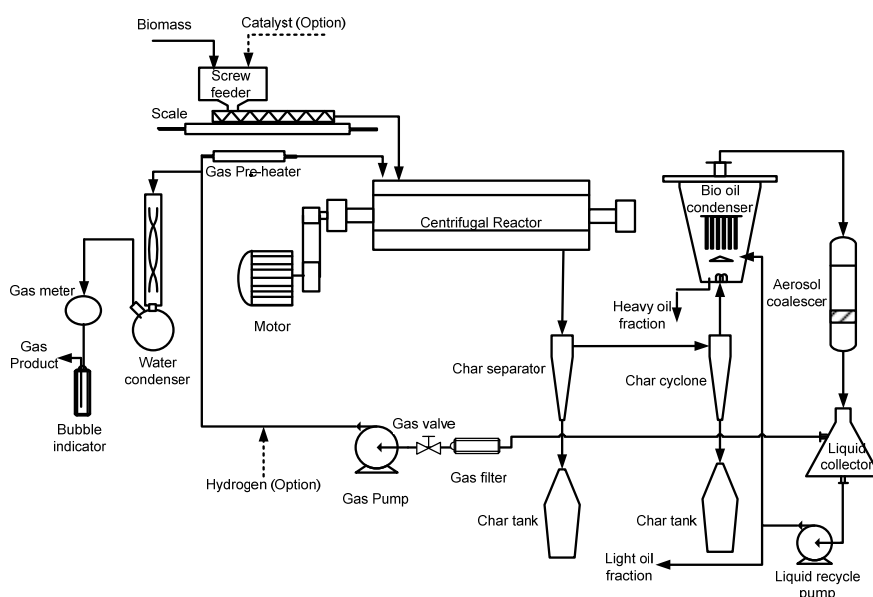 Biomass
Catalyst (Option)
Screw
feeder
Scale
Gas Pre-heater
Centrifugal Reactor
Bio oil
condenser
Gas meter
Motor
Heavy oil
fraction
Aerosol
coalescer
Gas
Product
Water
condenser
Char separator
Char cyclone
Bubble
indicator
Gas valve
Liquid
collector
Hydrogen (Option)
Gas Pump
Gas filter
Char tank
Char tank
Light oil
fraction
Liquid recycle
pump